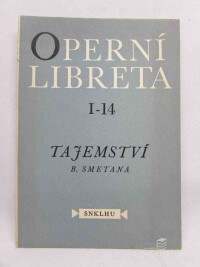 OPERNÍ
LIBRETA
I-14
TAJEMSTVÍ
B. SMETANA
SNKLHU